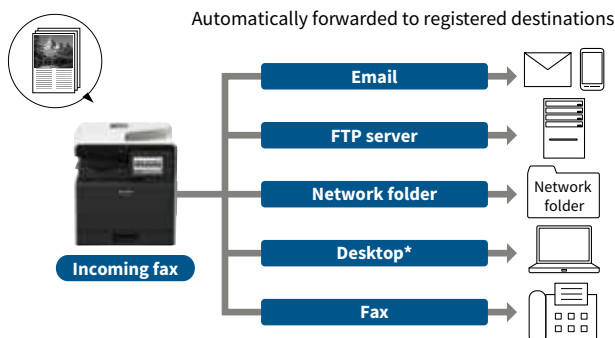 Automatically forwarded to registered destinations
Email
FTP server
Network folder
Network
folder
Desktop*
Incoming fax
Fax